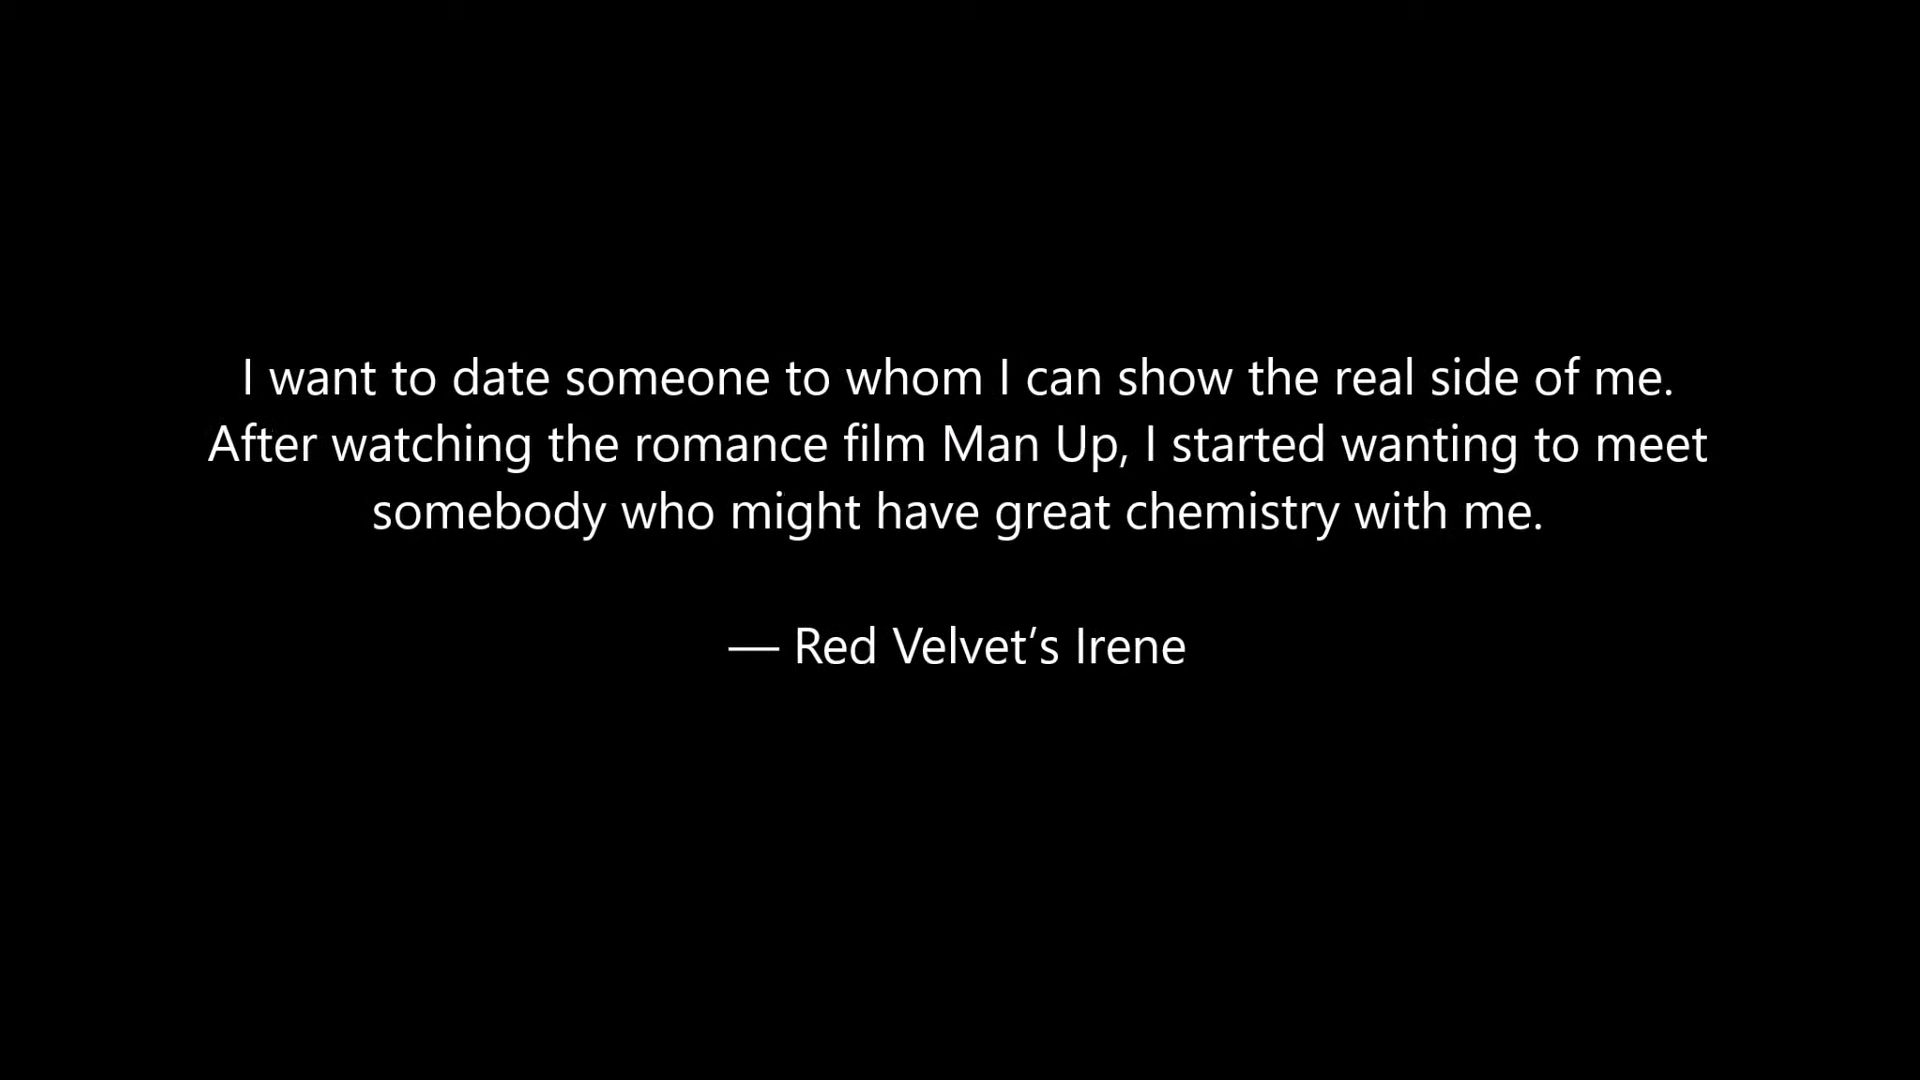 I want to date someone to whom I can show the real side of me.
After watching the romance film Man Up, I started wanting to meet
somebody who might have great chemistry with me.
— Red Velvet’s Irene